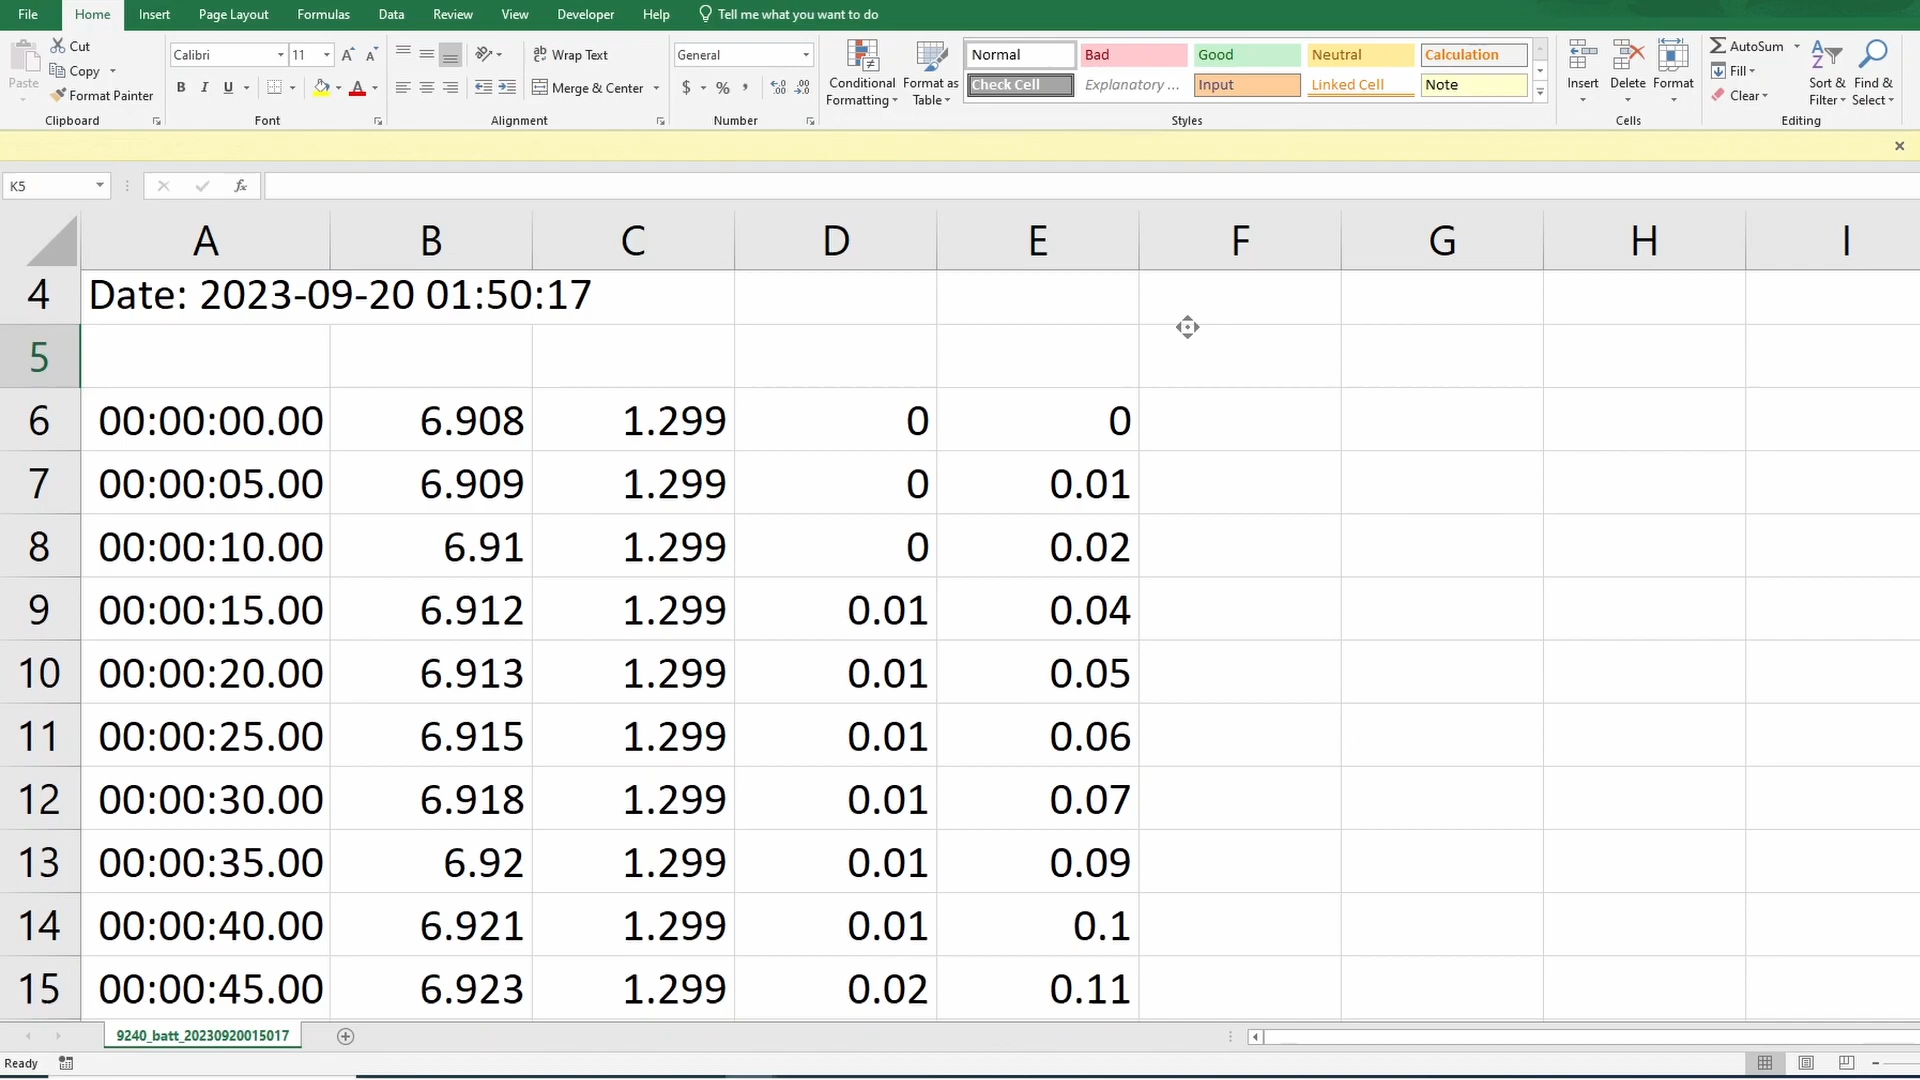 File Home Insert Page Layout Formulas Data Review View Developer Help Tell me what you want to do
Paste Cut Copy Format Painter Clipboard
Calibri 11 A A B I U A Font
Wrap Text Merge & Center Alignment
General $ % , Number
Conditional Formatting Format as Table
Normal Bad Good Neutral Calculation
Check Cell Explanatory ... Input Linked Cell Note
Styles
Insert Delete Format Cells
AutoSum Fill Clear Sort & Filter Find & Select Editing
K5 fx
A B C D E F G H I
4 Date: 2023-09-20 01:50:17
5
6 00:00:00.00 6.908 1.299 0 0
7 00:00:05.00 6.909 1.299 0 0.01
8 00:00:10.00 6.91 1.299 0 0.02
9 00:00:15.00 6.912 1.299 0.01 0.04
10 00:00:20.00 6.913 1.299 0.01 0.05
11 00:00:25.00 6.915 1.299 0.01 0.06
12 00:00:30.00 6.918 1.299 0.01 0.07
13 00:00:35.00 6.92 1.299 0.01 0.09
14 00:00:40.00 6.921 1.299 0.01 0.1
15 00:00:45.00 6.923 1.299 0.02 0.11
9240_batt_20230920015017
Ready